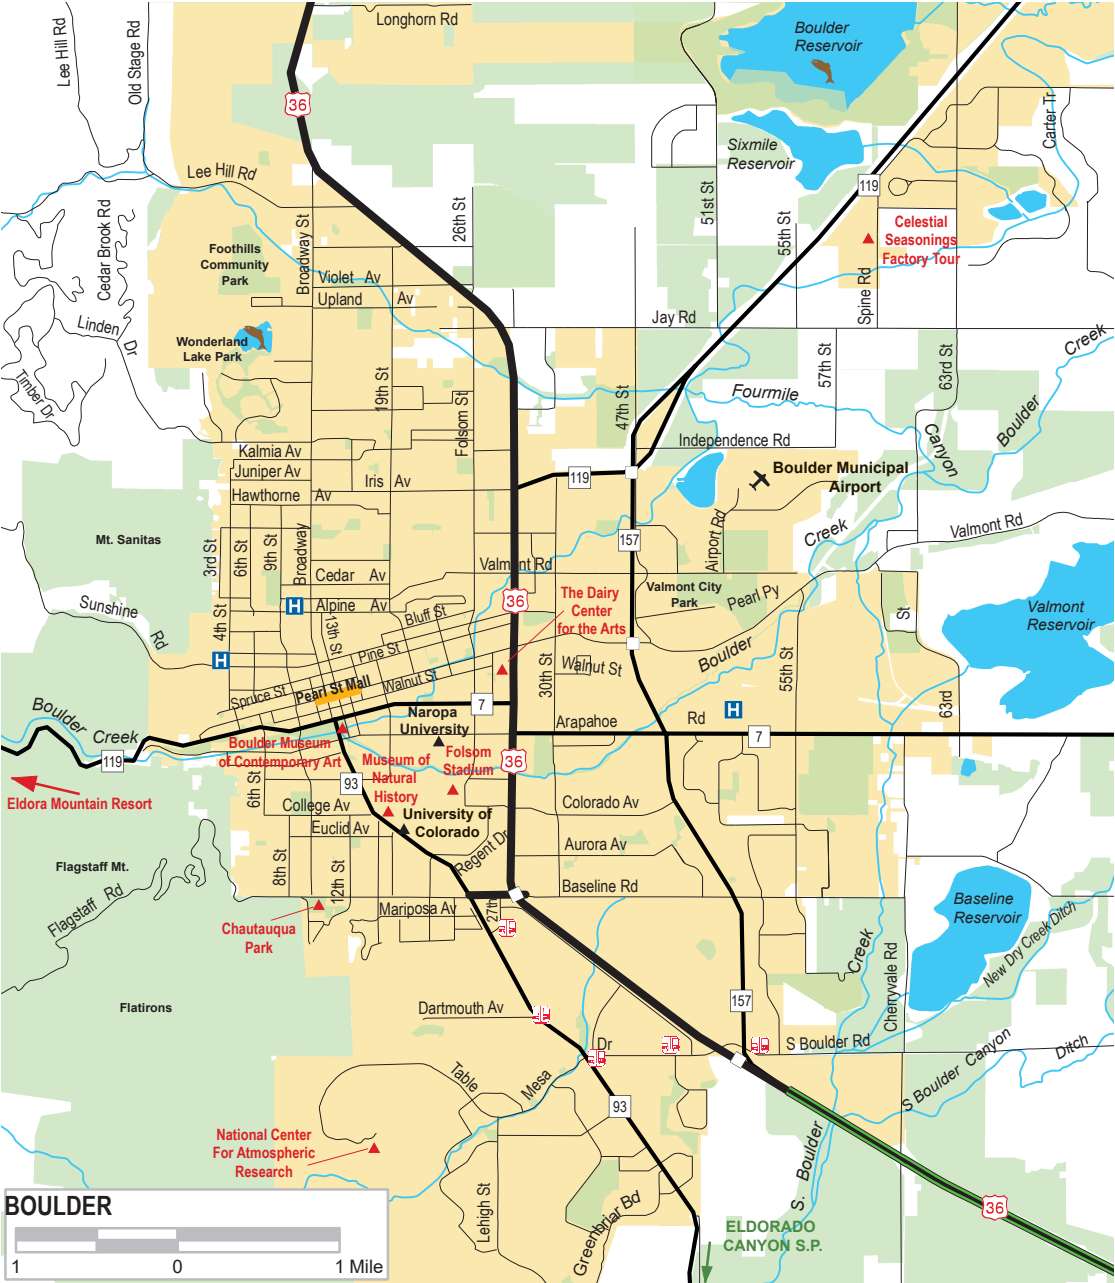 Longhorn Rd
Lee Hill Rd
Old Stage Rd
36
Boulder
Reservoir
Sixmile
Reservoir
Carter Tr
Lee Hill Rd
119
Celestial
Seasonings
Factory Tour
Cedar Brook Rd
Broadway St
26th St
51st St
55th St
Spine Rd
Foothills
Community
Park
Violet Av
Upland Av
Jay Rd
Linden Dr
Wonderland
Lake Park
Timber Dr
19th St
Folsom St
47th St
57th St
63rd St
Fourmile
Canyon
Creek
Boulder
Creek
Independence Rd
Kalmia Av
Juniper Av
Iris Av
Hawthorne Av
119
Boulder Municipal
Airport
Mt. Sanitas
3rd St
6th St
9th St
Broadway
157
Airport Rd
Valmont Rd
Valmont Rd
Cedar Av
Alpine Av
H
Sunshine
Rd
4th St
13th St
Bluff St
36
The Dairy
Center
for the Arts
Valmont City
Park
Pearl Py
St
Valmont
Reservoir
H
Pine St
Spruce St
Pearl St Mall
Walnut St
30th St
Walnut St
Boulder
55th St
63rd
H
Boulder
Creek
119
7
Naropa
University
Arapahoe
Rd
7
Boulder Museum
of Contemporary Art
Museum of
Natural
History
Folsom
Stadium
36
Eldora Mountain Resort
6th St
93
College Av
Euclid Av
University of
Colorado
Colorado Av
Regent Dr
Aurora Av
Flagstaff Mt.
8th St
12th St
Baseline Rd
Flagstaff Rd
Mariposa Av
27th
Chautauqua
Park
Baseline
Reservoir
New Dry Creek Ditch
Creek
Cherryvale Rd
Flatirons
Dartmouth Av
157
Dr
S Boulder Rd
S Boulder Canyon
Ditch
Table
Mesa
93
National Center
For Atmospheric
Research
S. Boulder
Lehigh St
Greenbriar Bd
36
ELDORADO
CANYON S.P.
BOULDER
1 0 1 Mile